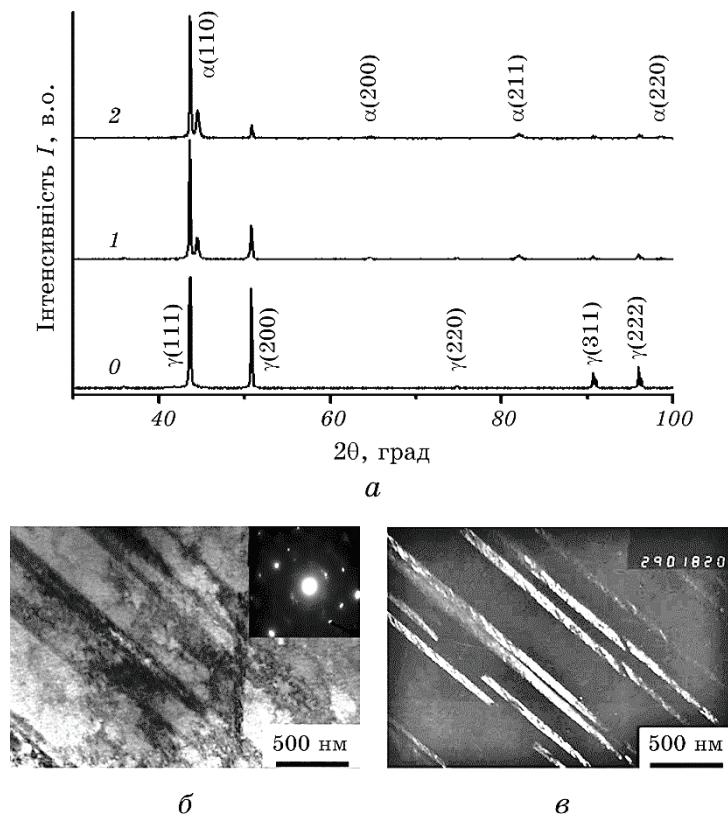 Інтенсивність I, в.о.
2
α(110)
α(200)
α(211)
α(220)
1
0
γ(111)
γ(200)
γ(220)
γ(311)
γ(222)
40 60 80 100
2θ, град
а
2901820
500 нм
500 нм
б в